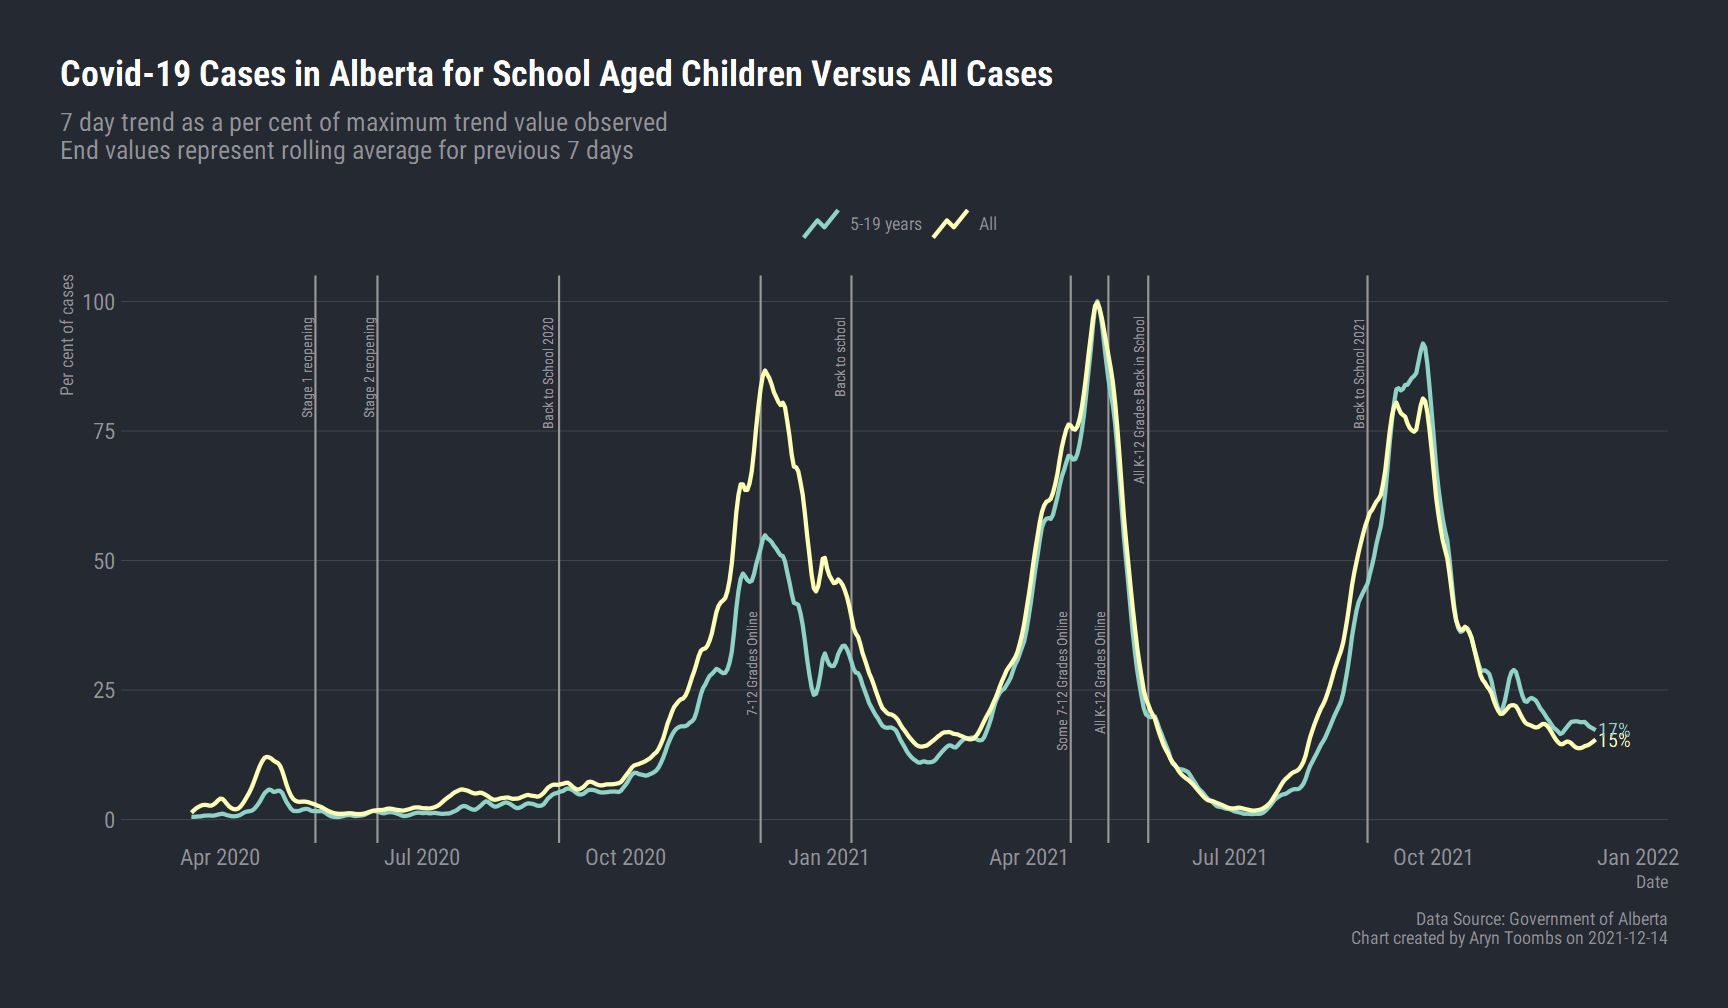 Covid-19 Cases in Alberta for School Aged Children Versus All Cases
7 day trend as a per cent of maximum trend value observed
End values represent rolling average for previous 7 days
5-19 years
All
Per cent of cases
100
75
50
25
0
Stage 1 reopening
Stage 2 reopening
Back to School 2020
7-12 Grades Online
Back to school
Some 7-12 Grades Online
All K-12 Grades Online
All K-12 Grades Back in School
Back to School 2021
17%
15%
Apr 2020
Jul 2020
Oct 2020
Jan 2021
Apr 2021
Jul 2021
Oct 2021
Jan 2022
Date
Data Source: Government of Alberta
Chart created by Aryn Toombs on 2021-12-14